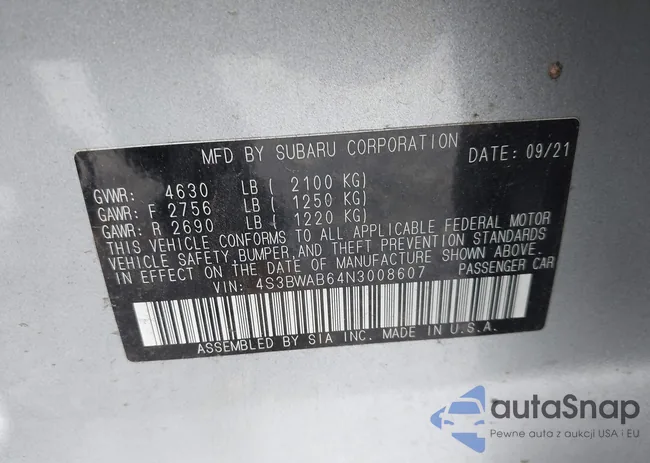 MFD BY SUBARU CORPORATION DATE: 09/21
GVWR: 4630 LB ( 2100 KG)
GAWR: F 2756 LB ( 1250 KG)
GAWR: R 2690 LB ( 1220 KG)
THIS VEHICLE CONFORMS TO ALL APPLICABLE FEDERAL MOTOR
VEHICLE SAFETY, BUMPER, AND THEFT PREVENTION STANDARDS
IN EFFECT ON THE DATE OF MANUFACTURE SHOWN ABOVE.
VIN: 4S3BWAB64N3008607 PASSENGER CAR
ASSEMBLED BY SIA INC. MADE IN U.S.A.
autoSnap
Pewne auta z aukcji USA i EU